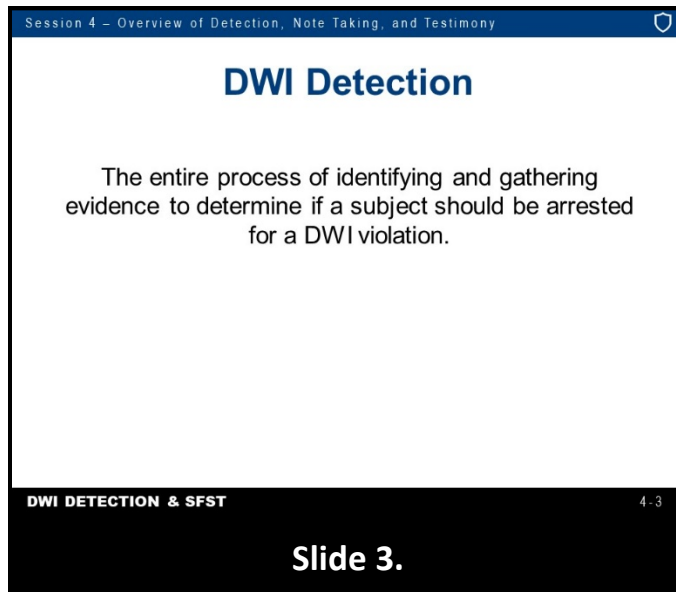 Session 4 – Overview of Detection, Note Taking, and Testimony
DWI Detection
The entire process of identifying and gathering
evidence to determine if a subject should be arrested
for a DWI violation.
DWI DETECTION & SFST
4-3
Slide 3.